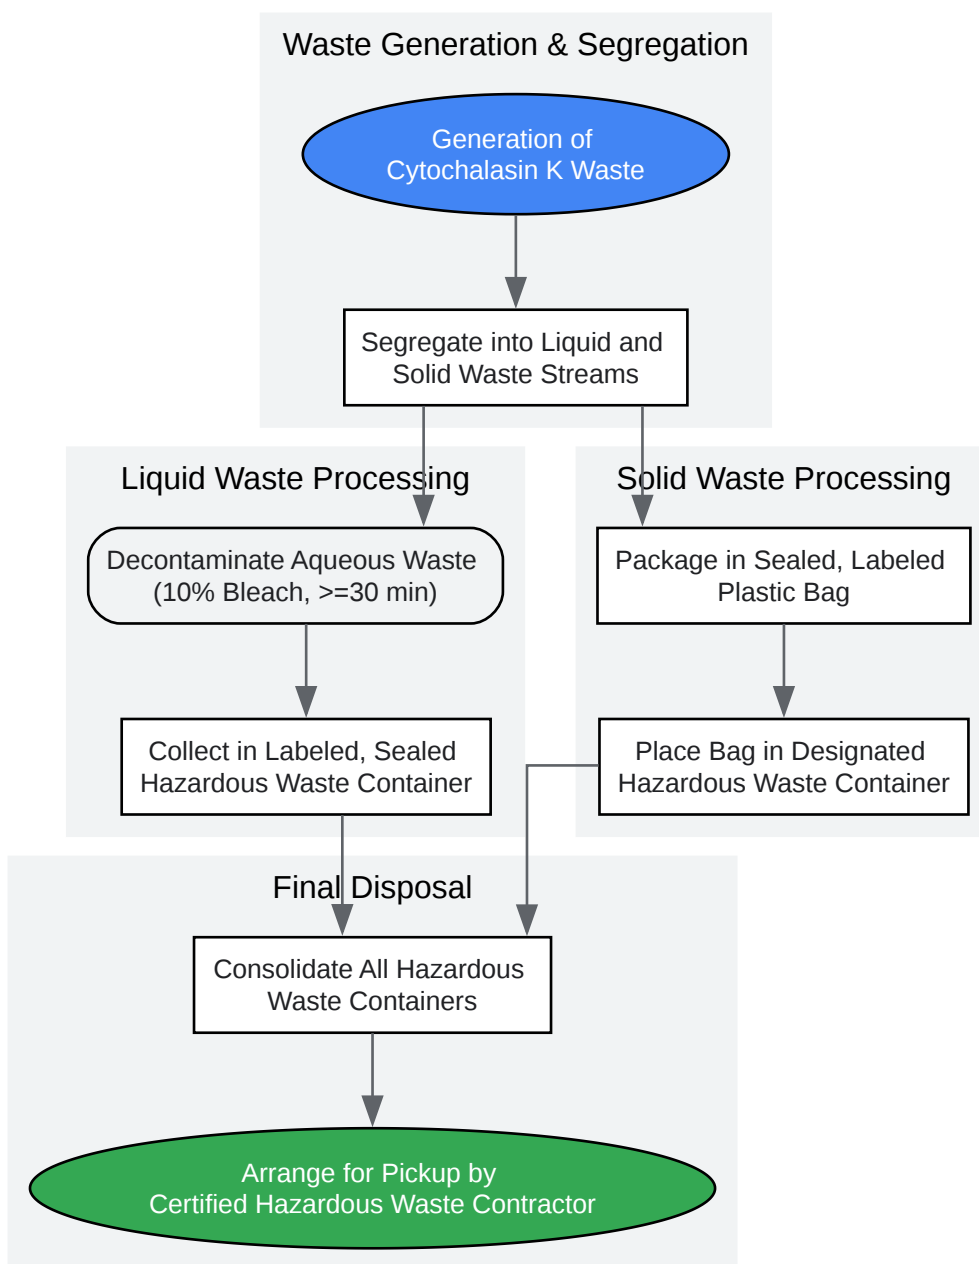 Waste Generation & Segregation
Generation of
Cytochalasin K Waste
Segregate into Liquid and
Solid Waste Streams
Liquid Waste Processing
Decontaminate Aqueous Waste
(10% Bleach, >=30 min)
Collect in Labeled, Sealed
Hazardous Waste Container
Solid Waste Processing
Package in Sealed, Labeled
Plastic Bag
Place Bag in Designated
Hazardous Waste Container
Final Disposal
Consolidate All Hazardous
Waste Containers
Arrange for Pickup by
Certified Hazardous Waste Contractor